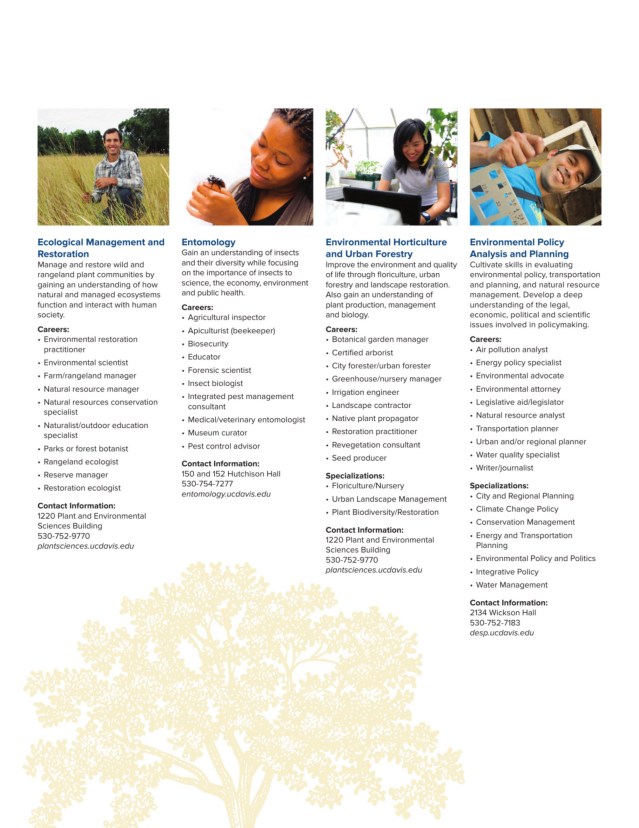 Ecological Management and
Restoration
Manage and restore wild and
rangeland plant communities by
gaining an understanding of how
natural and managed ecosystems
function and interact with human
society.
Careers:
• Environmental restoration
practitioner
• Environmental scientist
• Farm/rangeland manager
• Natural resource manager
• Natural resources conservation
specialist
• Naturalist/outdoor education
specialist
• Parks or forest botanist
• Rangeland ecologist
• Reserve manager
• Restoration ecologist
Contact Information:
1220 Plant and Environmental
Sciences Building
530-752-9770
plantsciences.ucdavis.edu
Entomology
Gain an understanding of insects
and their diversity while focusing
on the importance of insects to
science, the economy, environment
and public health.
Careers:
• Agricultural inspector
• Apiculturist (beekeeper)
• Biosecurity
• Educator
• Forensic scientist
• Insect biologist
• Integrated pest management
consultant
• Medical/veterinary entomologist
• Museum curator
• Pest control advisor
Contact Information:
150 and 152 Hutchison Hall
530-754-7277
entomology.ucdavis.edu
Environmental Horticulture
and Urban Forestry
Improve the environment and quality
of life through floriculture, urban
forestry and landscape restoration.
Also gain an understanding of
plant production, management
and biology.
Careers:
• Botanical garden manager
• Certified arborist
• City forester/urban forester
• Greenhouse/nursery manager
• Irrigation engineer
• Landscape contractor
• Native plant propagator
• Restoration practitioner
• Revegetation consultant
• Seed producer
Specializations:
• Floriculture/Nursery
• Urban Landscape Management
• Plant Biodiversity/Restoration
Contact Information:
1220 Plant and Environmental
Sciences Building
530-752-9770
plantsciences.ucdavis.edu
Environmental Policy
Analysis and Planning
Cultivate skills in evaluating
environmental policy, transportation
and planning, and natural resource
management. Develop a deep
understanding of the legal,
economic, political and scientific
issues involved in policymaking.
Careers:
• Air pollution analyst
• Energy policy specialist
• Environmental advocate
• Environmental attorney
• Legislative aid/legislator
• Natural resource analyst
• Transportation planner
• Urban and/or regional planner
• Water quality specialist
• Writer/journalist
Specializations:
• City and Regional Planning
• Climate Change Policy
• Conservation Management
• Energy and Transportation
Planning
• Environmental Policy and Politics
• Integrative Policy
• Water Management
Contact Information:
2134 Wickson Hall
530-752-7183
desp.ucdavis.edu